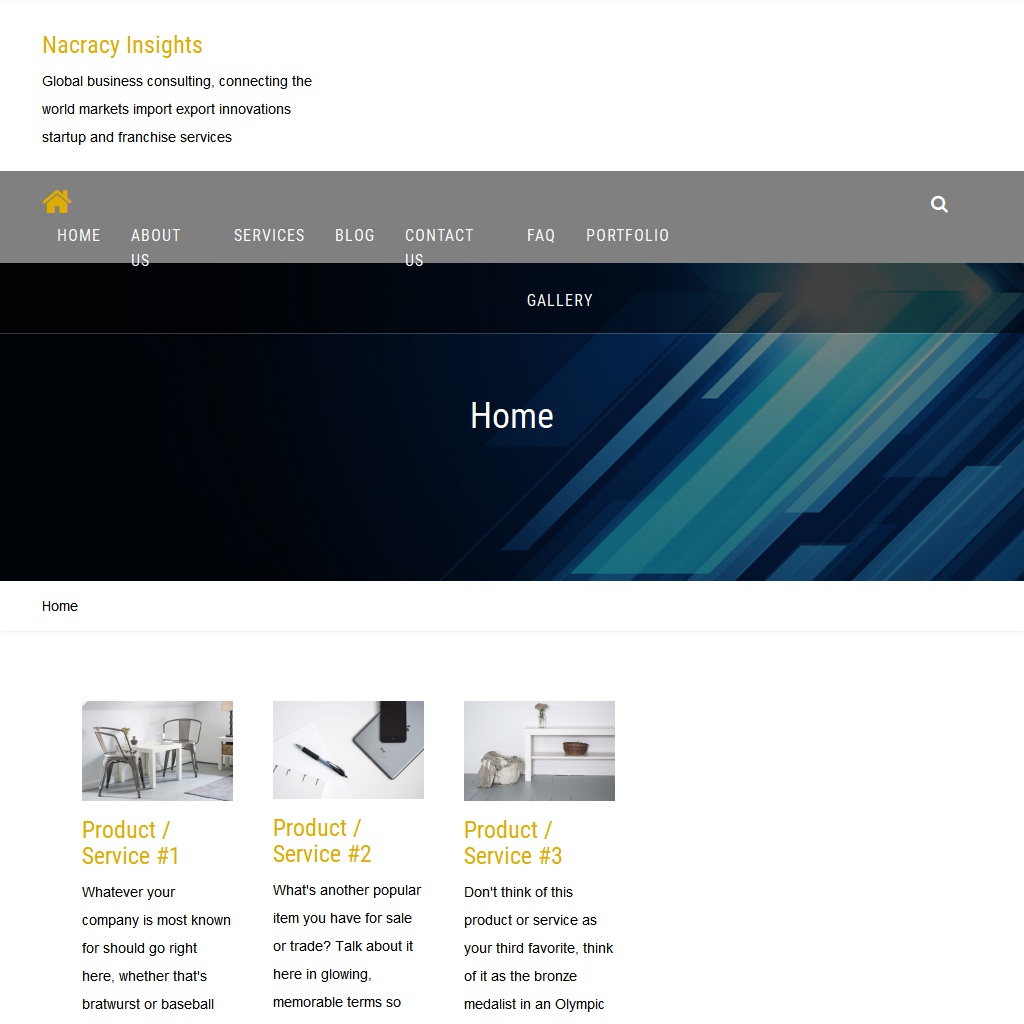 Nacracy Insights
Global business consulting, connecting the
world markets import export innovations
startup and franchise services
HOME
ABOUT
US
SERVICES
BLOG
CONTACT
US
FAQ
PORTFOLIO
GALLERY
Home
Home
Product /
Service #1
Whatever your
company is most known
for should go right
here, whether that's
bratwurst or baseball
Product /
Service #2
What's another popular
item you have for sale
or trade? Talk about it
here in glowing,
memorable terms so
Product /
Service #3
Don't think of this
product or service as
your third favorite, think
of it as the bronze
medalist in an Olympic